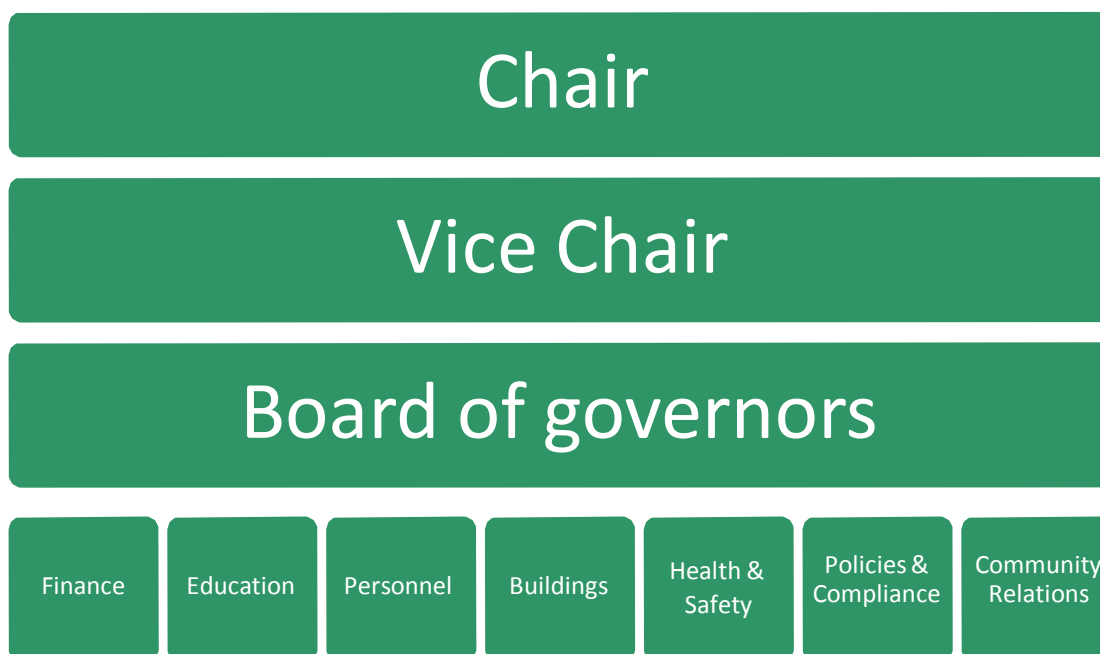 Chair
Vice Chair
Board of governors
Finance
Education
Personnel
Buildings
Health &
Safety
Policies &
Compliance
Community
Relations